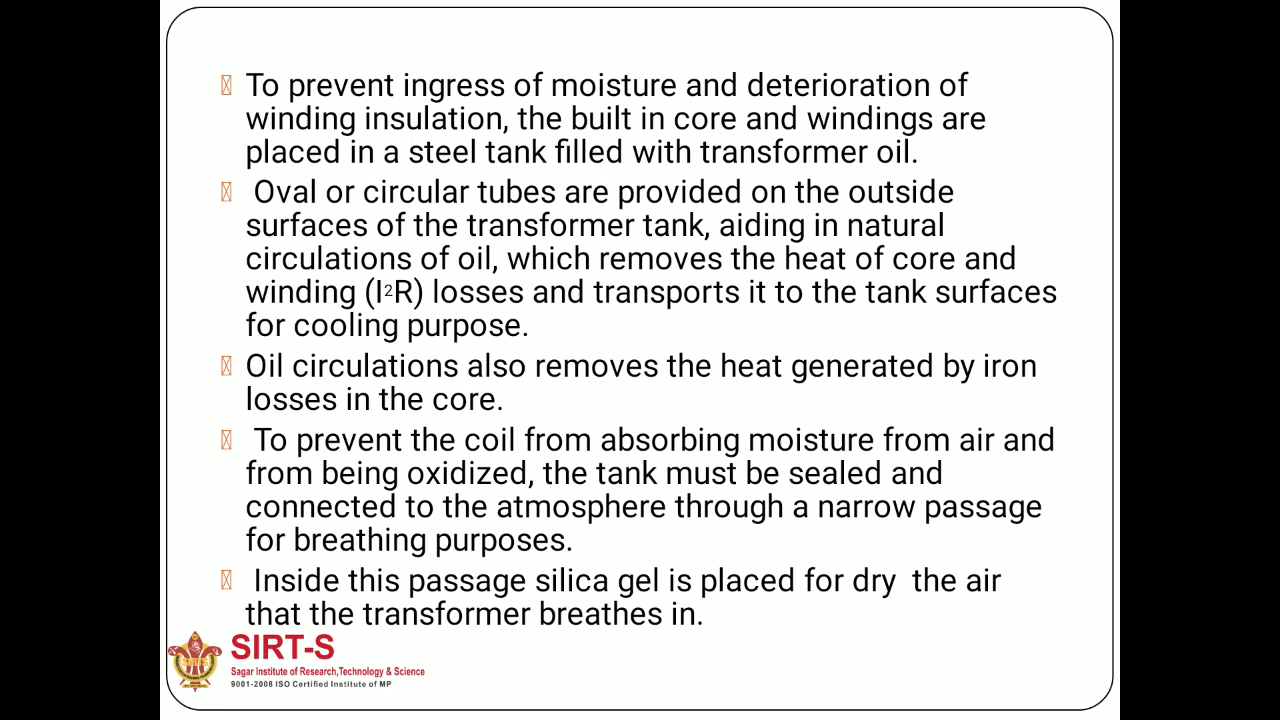 To prevent ingress of moisture and deterioration of
winding insulation, the built in core and windings are
placed in a steel tank filled with transformer oil.
Oval or circular tubes are provided on the outside
surfaces of the transformer tank, aiding in natural
circulations of oil, which removes the heat of core and
winding (I²R) losses and transports it to the tank surfaces
for cooling purpose.
Oil circulations also removes the heat generated by iron
losses in the core.
To prevent the coil from absorbing moisture from air and
from being oxidized, the tank must be sealed and
connected to the atmosphere through a narrow passage
for breathing purposes.
Inside this passage silica gel is placed for dry  the air
that the transformer breathes in.
SIRT-S
Sagar Institute of Research,Technology & Science
9001-2008 ISO Certified Institute of MP